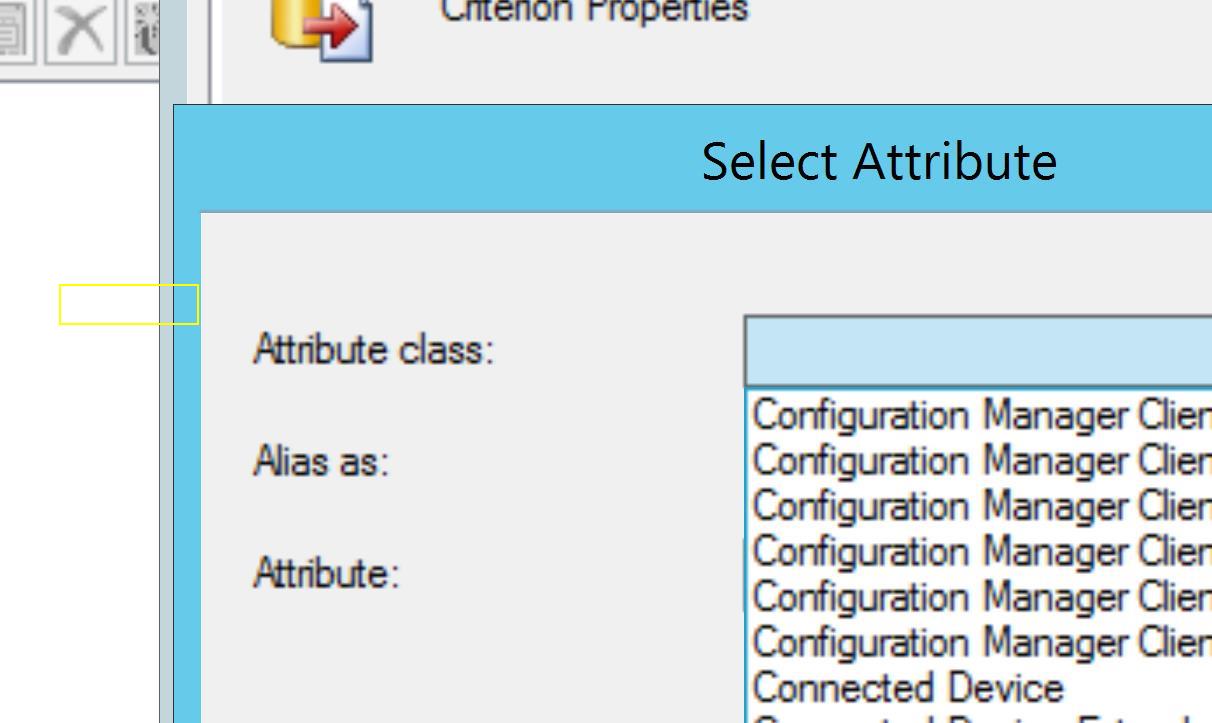 Criterion Properties
Select Attribute
Attribute class:
Configuration Manager Clien
Alias as:
Configuration Manager Clien
Configuration Manager Clien
Configuration Manager Clien
Attribute:
Configuration Manager Clien
Configuration Manager Clien
Connected Device